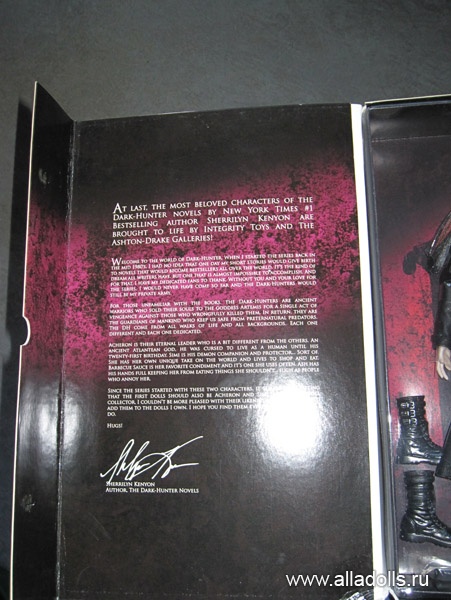 At last, the most beloved characters of the
Dark-Hunter novels by New York Times #1
Bestselling author Sherrilyn Kenyon are
brought to life by Integrity Toys and the
Ashton-Drake Galleries!
Welcome to the world of Dark-Hunter. When I started the series back in
the mid 1980's, I had no idea that one day my short stories would give birth
to novels that would become bestsellers all over the world. It's the kind of
dream all writers have, but one that is almost impossible to accomplish. And
for that, I have my dedicated fans to thank. Without you and your love for
the series, I would never have come so far and the Dark-Hunters would
still be my private army.
For those unfamiliar with the books, the Dark-Hunters are ancient
warriors who sold their souls to the goddess Artemis for a single act of
vengeance against those who wrongfully killed them. In return, they are
the guardians of mankind who keep us safe from preternatural predators.
The DH come from all walks of life and all backgrounds. Each one
different and each one dedicated.
Acheron is their eternal leader who is a bit different from the others. An
ancient Atlantean god, he was cursed to live as a human until his
twenty-first birthday. Simi is his demon companion and protector... sort of.
She has her own unique take on the world and lives to shop and eat.
Barbecue sauce is her favorite condiment and it's one she uses often. Ash has
his hands full keeping her from eating things she shouldn't... such as people
who annoy her.
Since the series started with these two characters, it
that the first dolls should also be Acheron and
collector, I couldn't be more pleased with their
add them to the dolls I own. I hope you find them
do.
Hugs!
Sherrilyn Kenyon
Author, The Dark-Hunter Novels
www.alladolls.ru